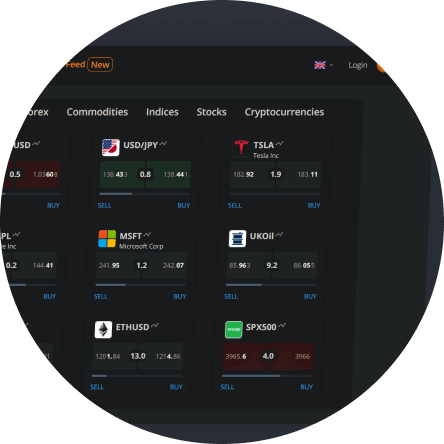 Feed New
Login
orex Commodities Indices Stocks Cryptocurrencies
USD USD/JPY TSLA
Tesla Inc
0.5 1.03608 138.433 0.8 138.441 182.92 1.9 183.11
BUY SELL BUY SELL BUY
PL MSFT UKOil
le Inc Microsoft Corp
0.2 144.41 241.95 1.2 242.07 85.963 9.2 86.055
BUY SELL BUY SELL BUY
ETHUSD SPX500
1201.84 13.0 1214.86 3965.6 4.0 3966
SELL BUY SELL BUY